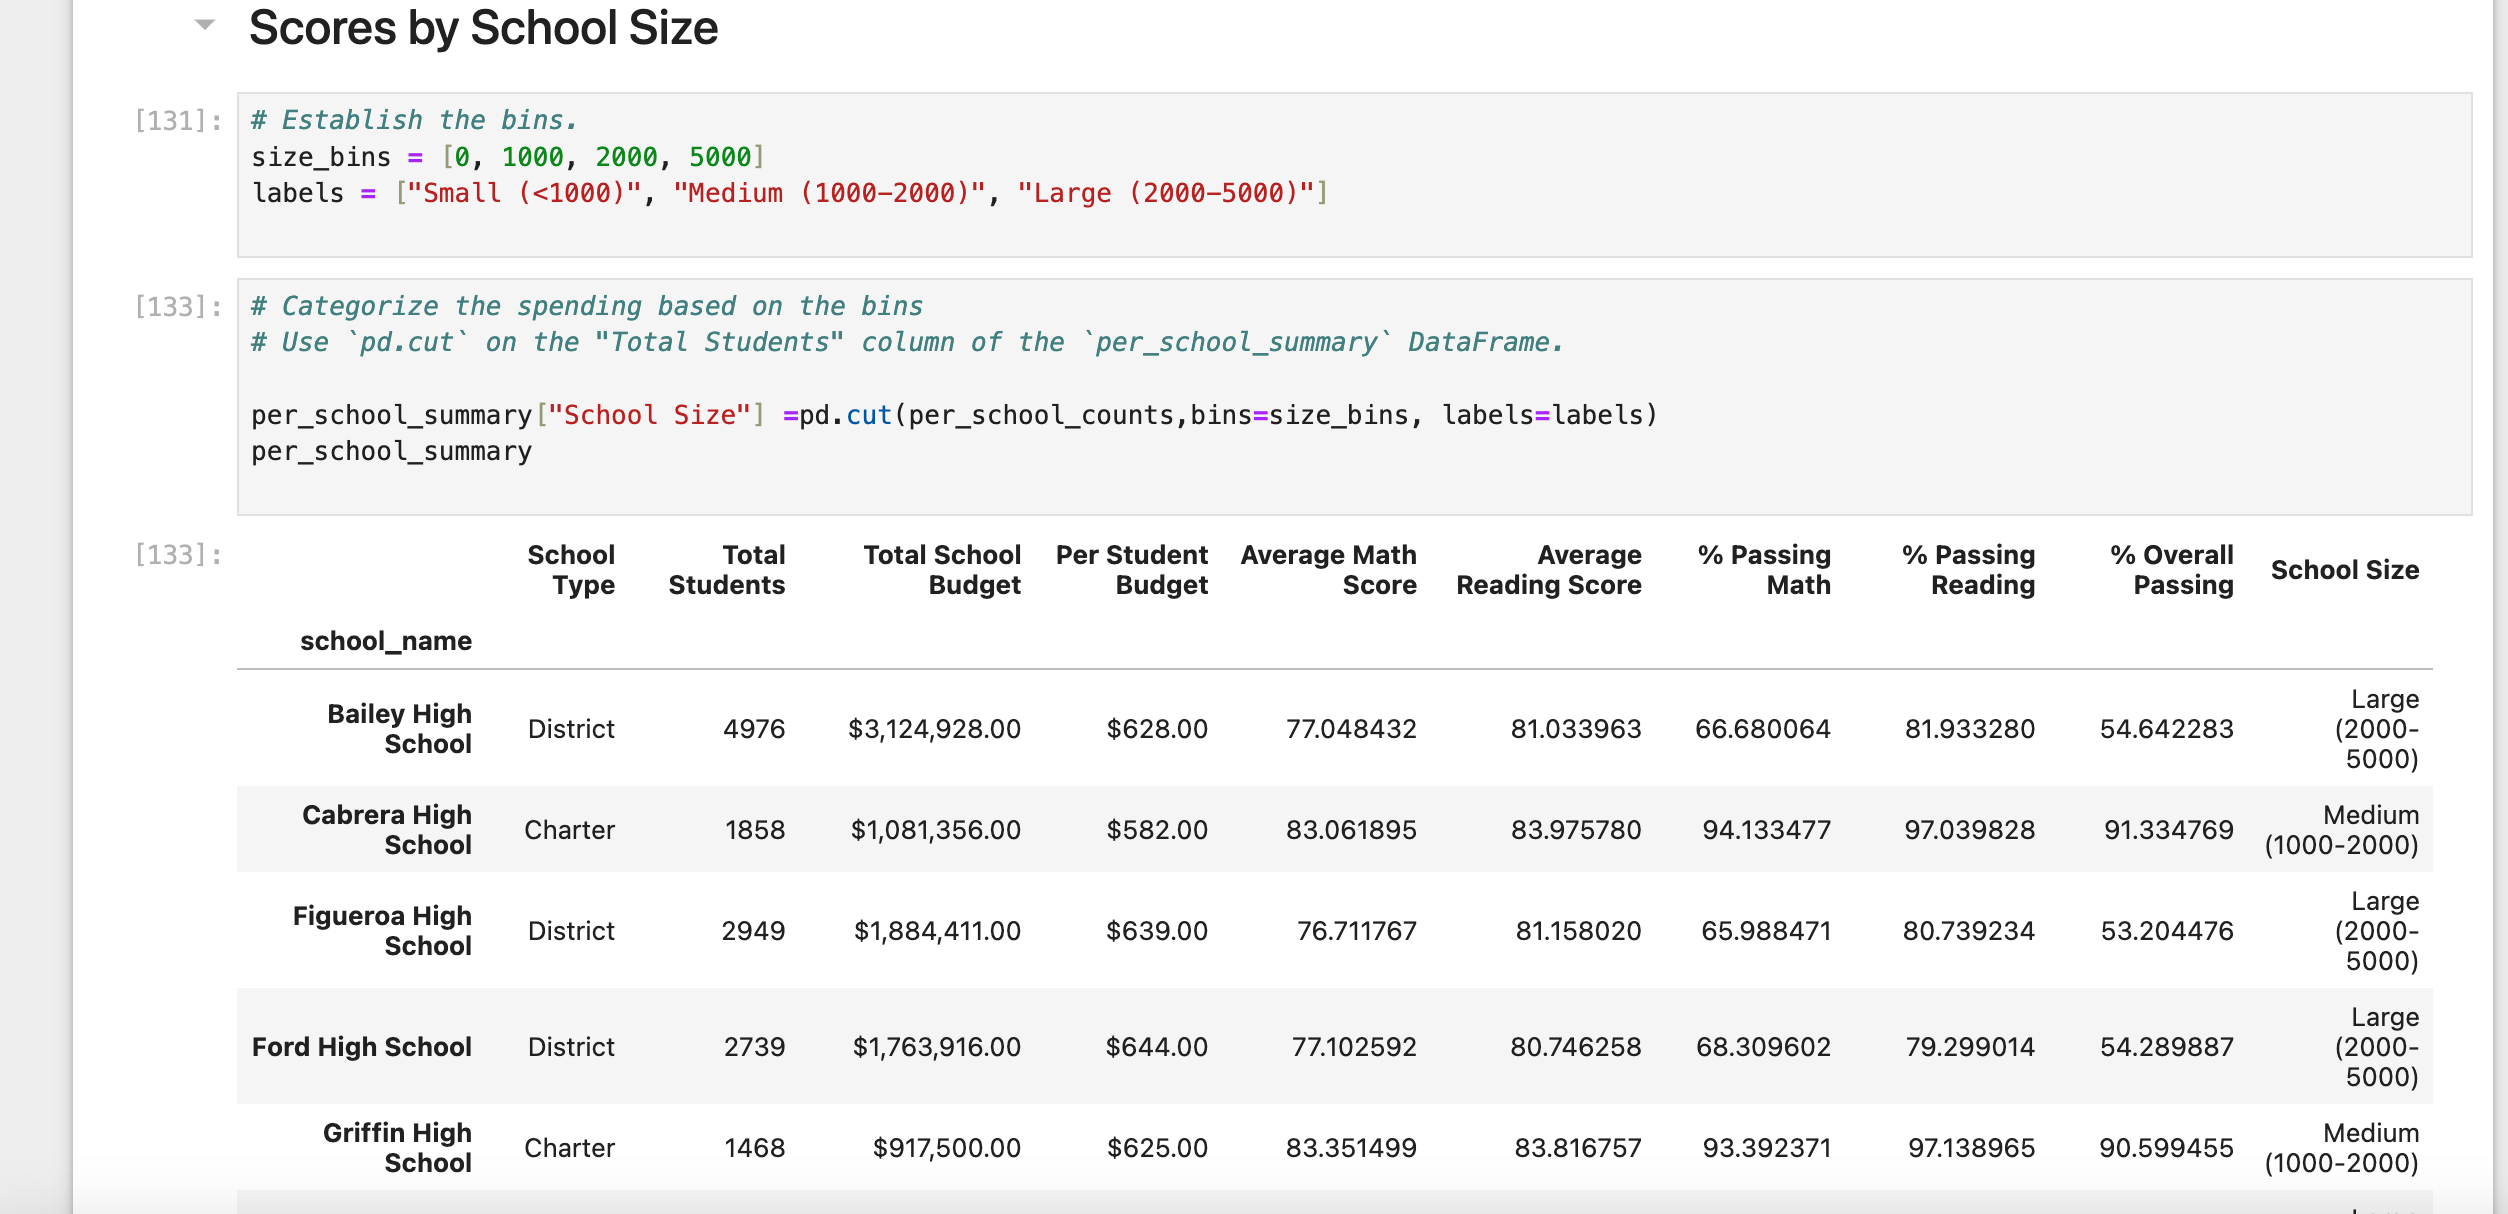 Scores by School Size
[131]:
# Establish the bins.
size_bins = [0, 1000, 2000, 5000]
labels = ["Small (<1000)", "Medium (1000–2000)", "Large (2000–5000)"]
[133]:
# Categorize the spending based on the bins
# Use `pd.cut` on the "Total Students" column of the `per_school_summary` DataFrame.
per_school_summary["School Size"] =pd.cut(per_school_counts,bins=size_bins, labels=labels)
per_school_summary
[133]:
School Type Total Students Total School Budget Per Student Budget Average Math Score Average Reading Score % Passing Math % Passing Reading % Overall Passing School Size
school_name
Bailey High School District 4976 $3,124,928.00 $628.00 77.048432 81.033963 66.680064 81.933280 54.642283 Large (2000-5000)
Cabrera High School Charter 1858 $1,081,356.00 $582.00 83.061895 83.975780 94.133477 97.039828 91.334769 Medium (1000-2000)
Figueroa High School District 2949 $1,884,411.00 $639.00 76.711767 81.158020 65.988471 80.739234 53.204476 Large (2000-5000)
Ford High School District 2739 $1,763,916.00 $644.00 77.102592 80.746258 68.309602 79.299014 54.289887 Large (2000-5000)
Griffin High School Charter 1468 $917,500.00 $625.00 83.351499 83.816757 93.392371 97.138965 90.599455 Medium (1000-2000)